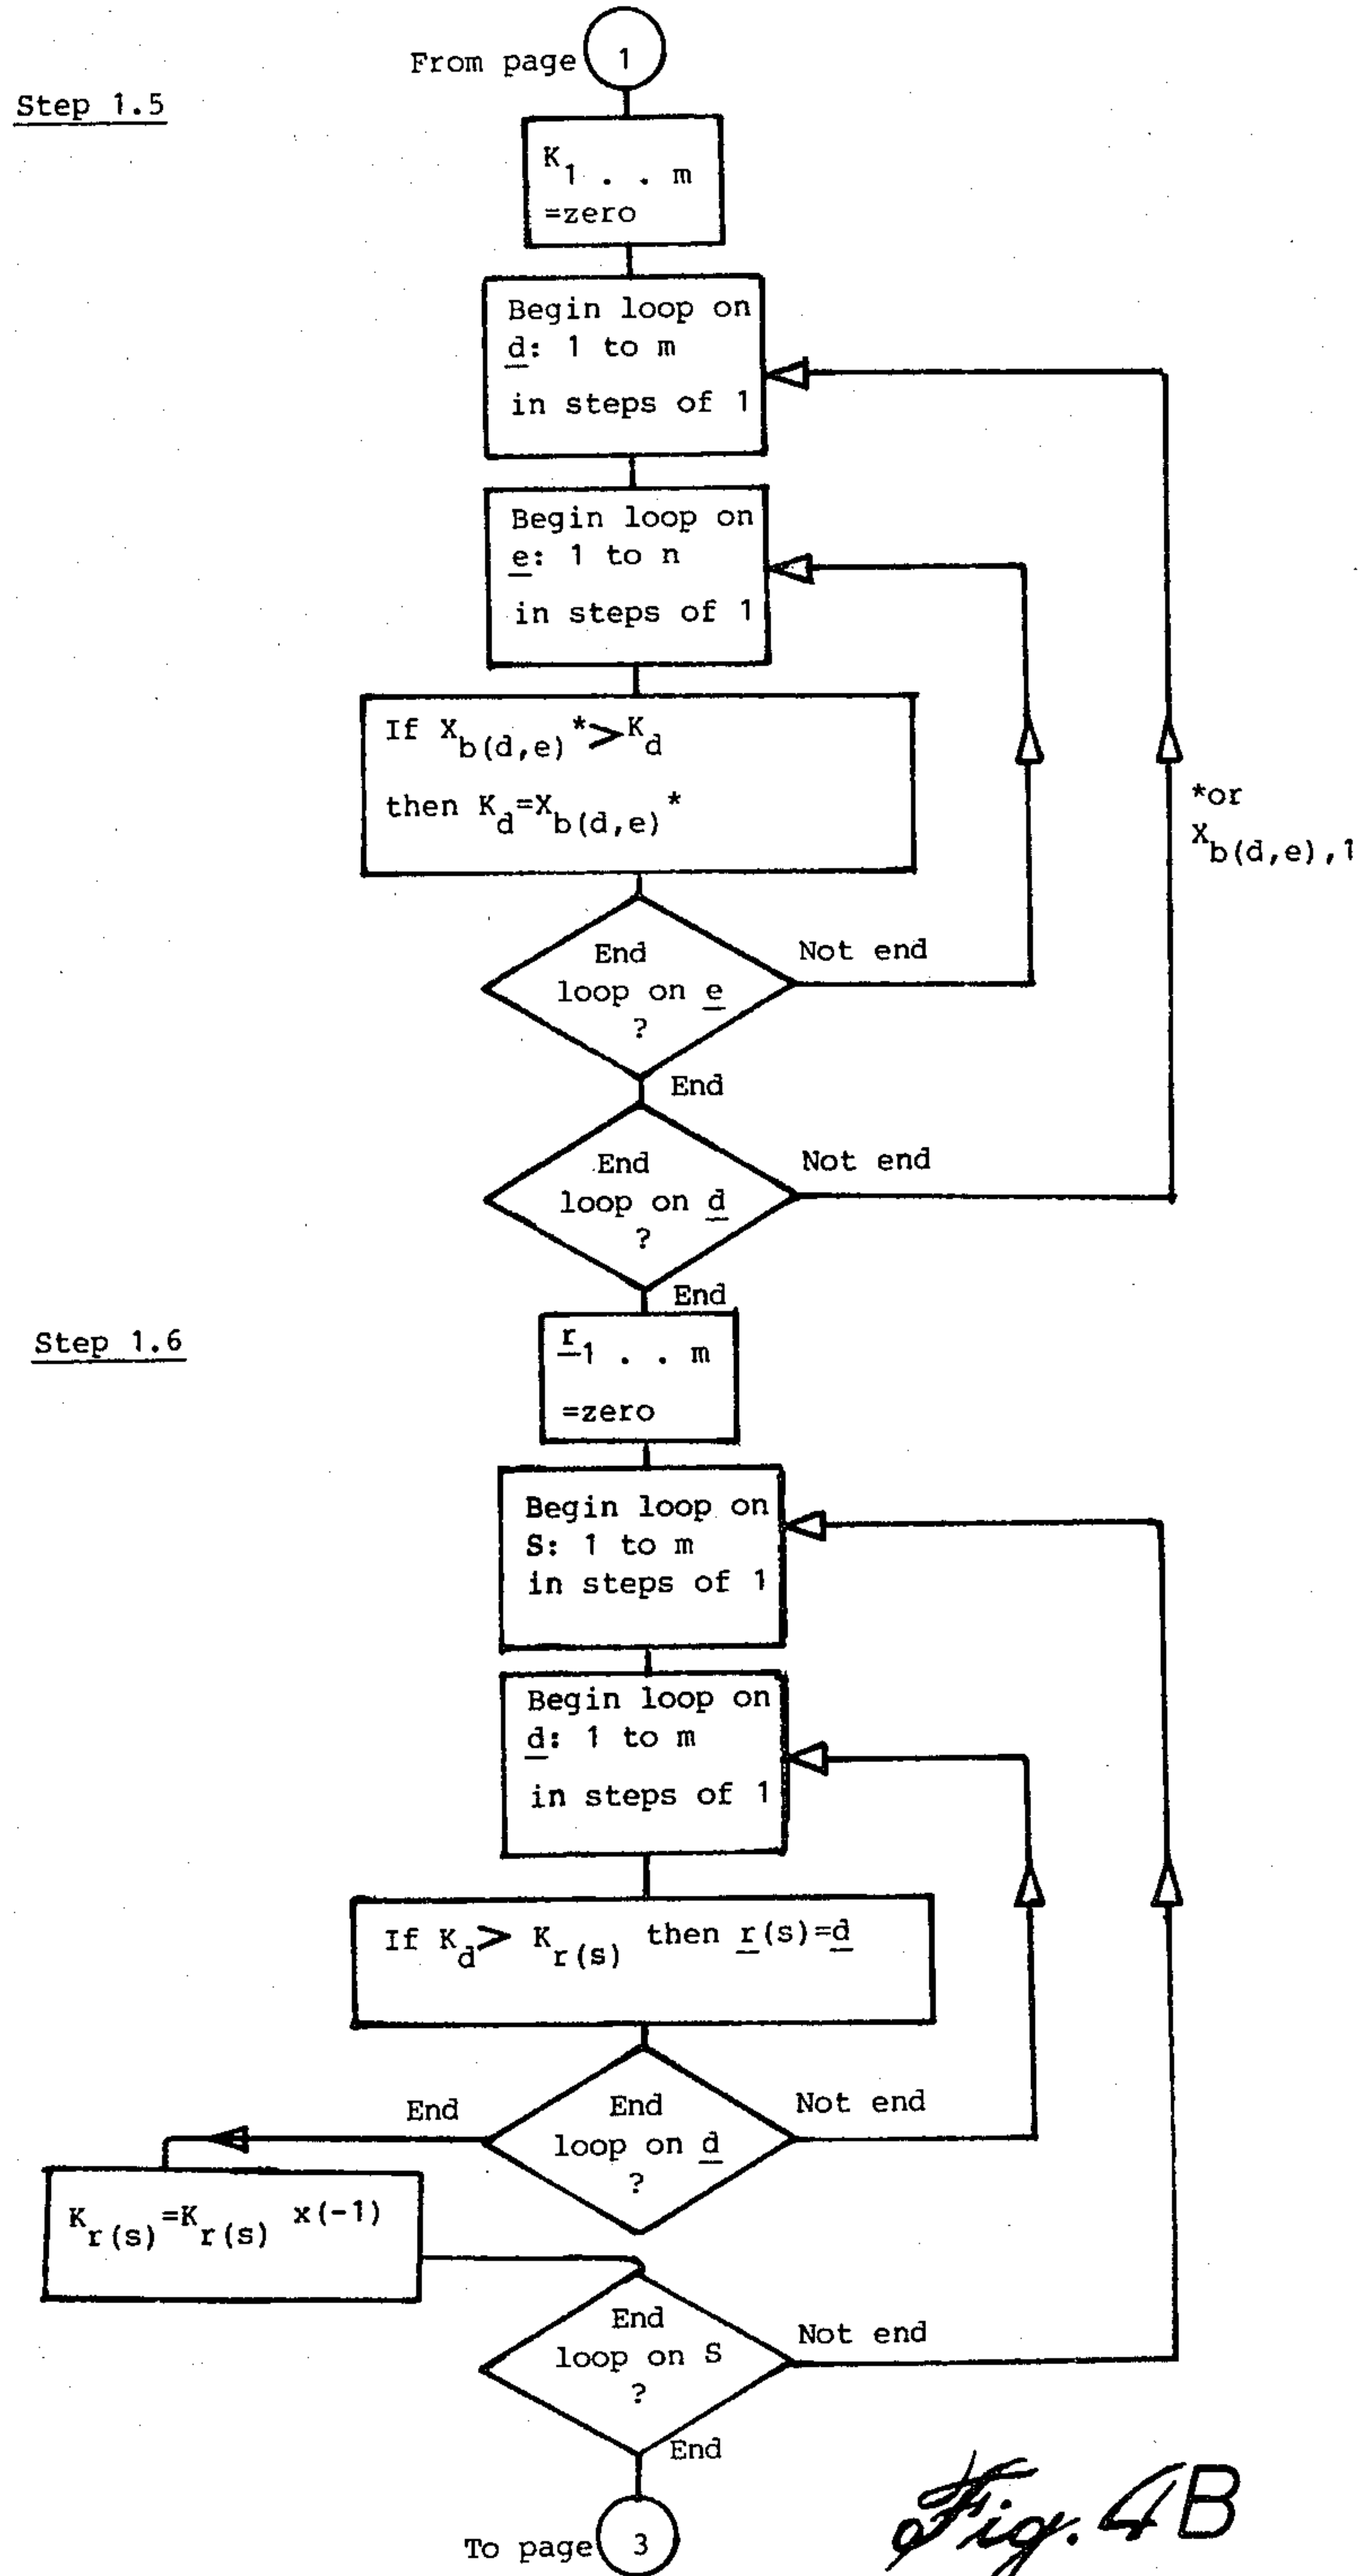 From page 1
Step 1.5
K1 . . m
=zero
Begin loop on
d: 1 to m
in steps of 1
Begin loop on
e: 1 to n
in steps of 1
If Xb(d,e)*>Kd
then Kd=Xb(d,e)*
*or
Xb(d,e),1
End
loop on e
?
Not end
End
End
loop on d
?
Not end
End
Step 1.6
r1 . . m
=zero
Begin loop on
S: 1 to m
in steps of 1
Begin loop on
d: 1 to m
in steps of 1
If Kd> Kr(s) then r(s)=d
End
End
loop on d
?
Not end
Kr(s)=Kr(s) x(-1)
End
loop on S
?
Not end
End
To page 3
Fig. 4B